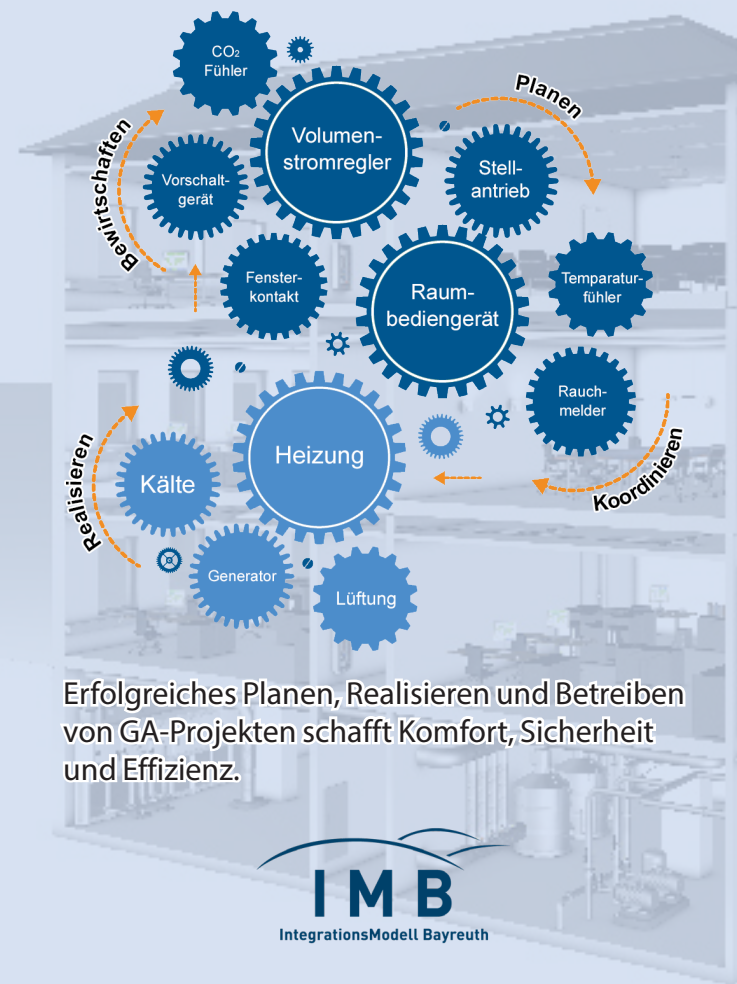 CO₂
Fühler
Volumen-
stromregler
Planen
Vorschalt-
gerät
Stell-
antrieb
Bewirtschaften
Fenster-
kontakt
Raum-
bediengerät
Temparatur-
fühler
Rauch-
melder
Heizung
Koordinieren
Kälte
Realisieren
Generator
Lüftung
Erfolgreiches Planen, Realisieren und Betreiben
von GA-Projekten schafft Komfort, Sicherheit
und Effizienz.
IMB
IntegrationsModell Bayreuth